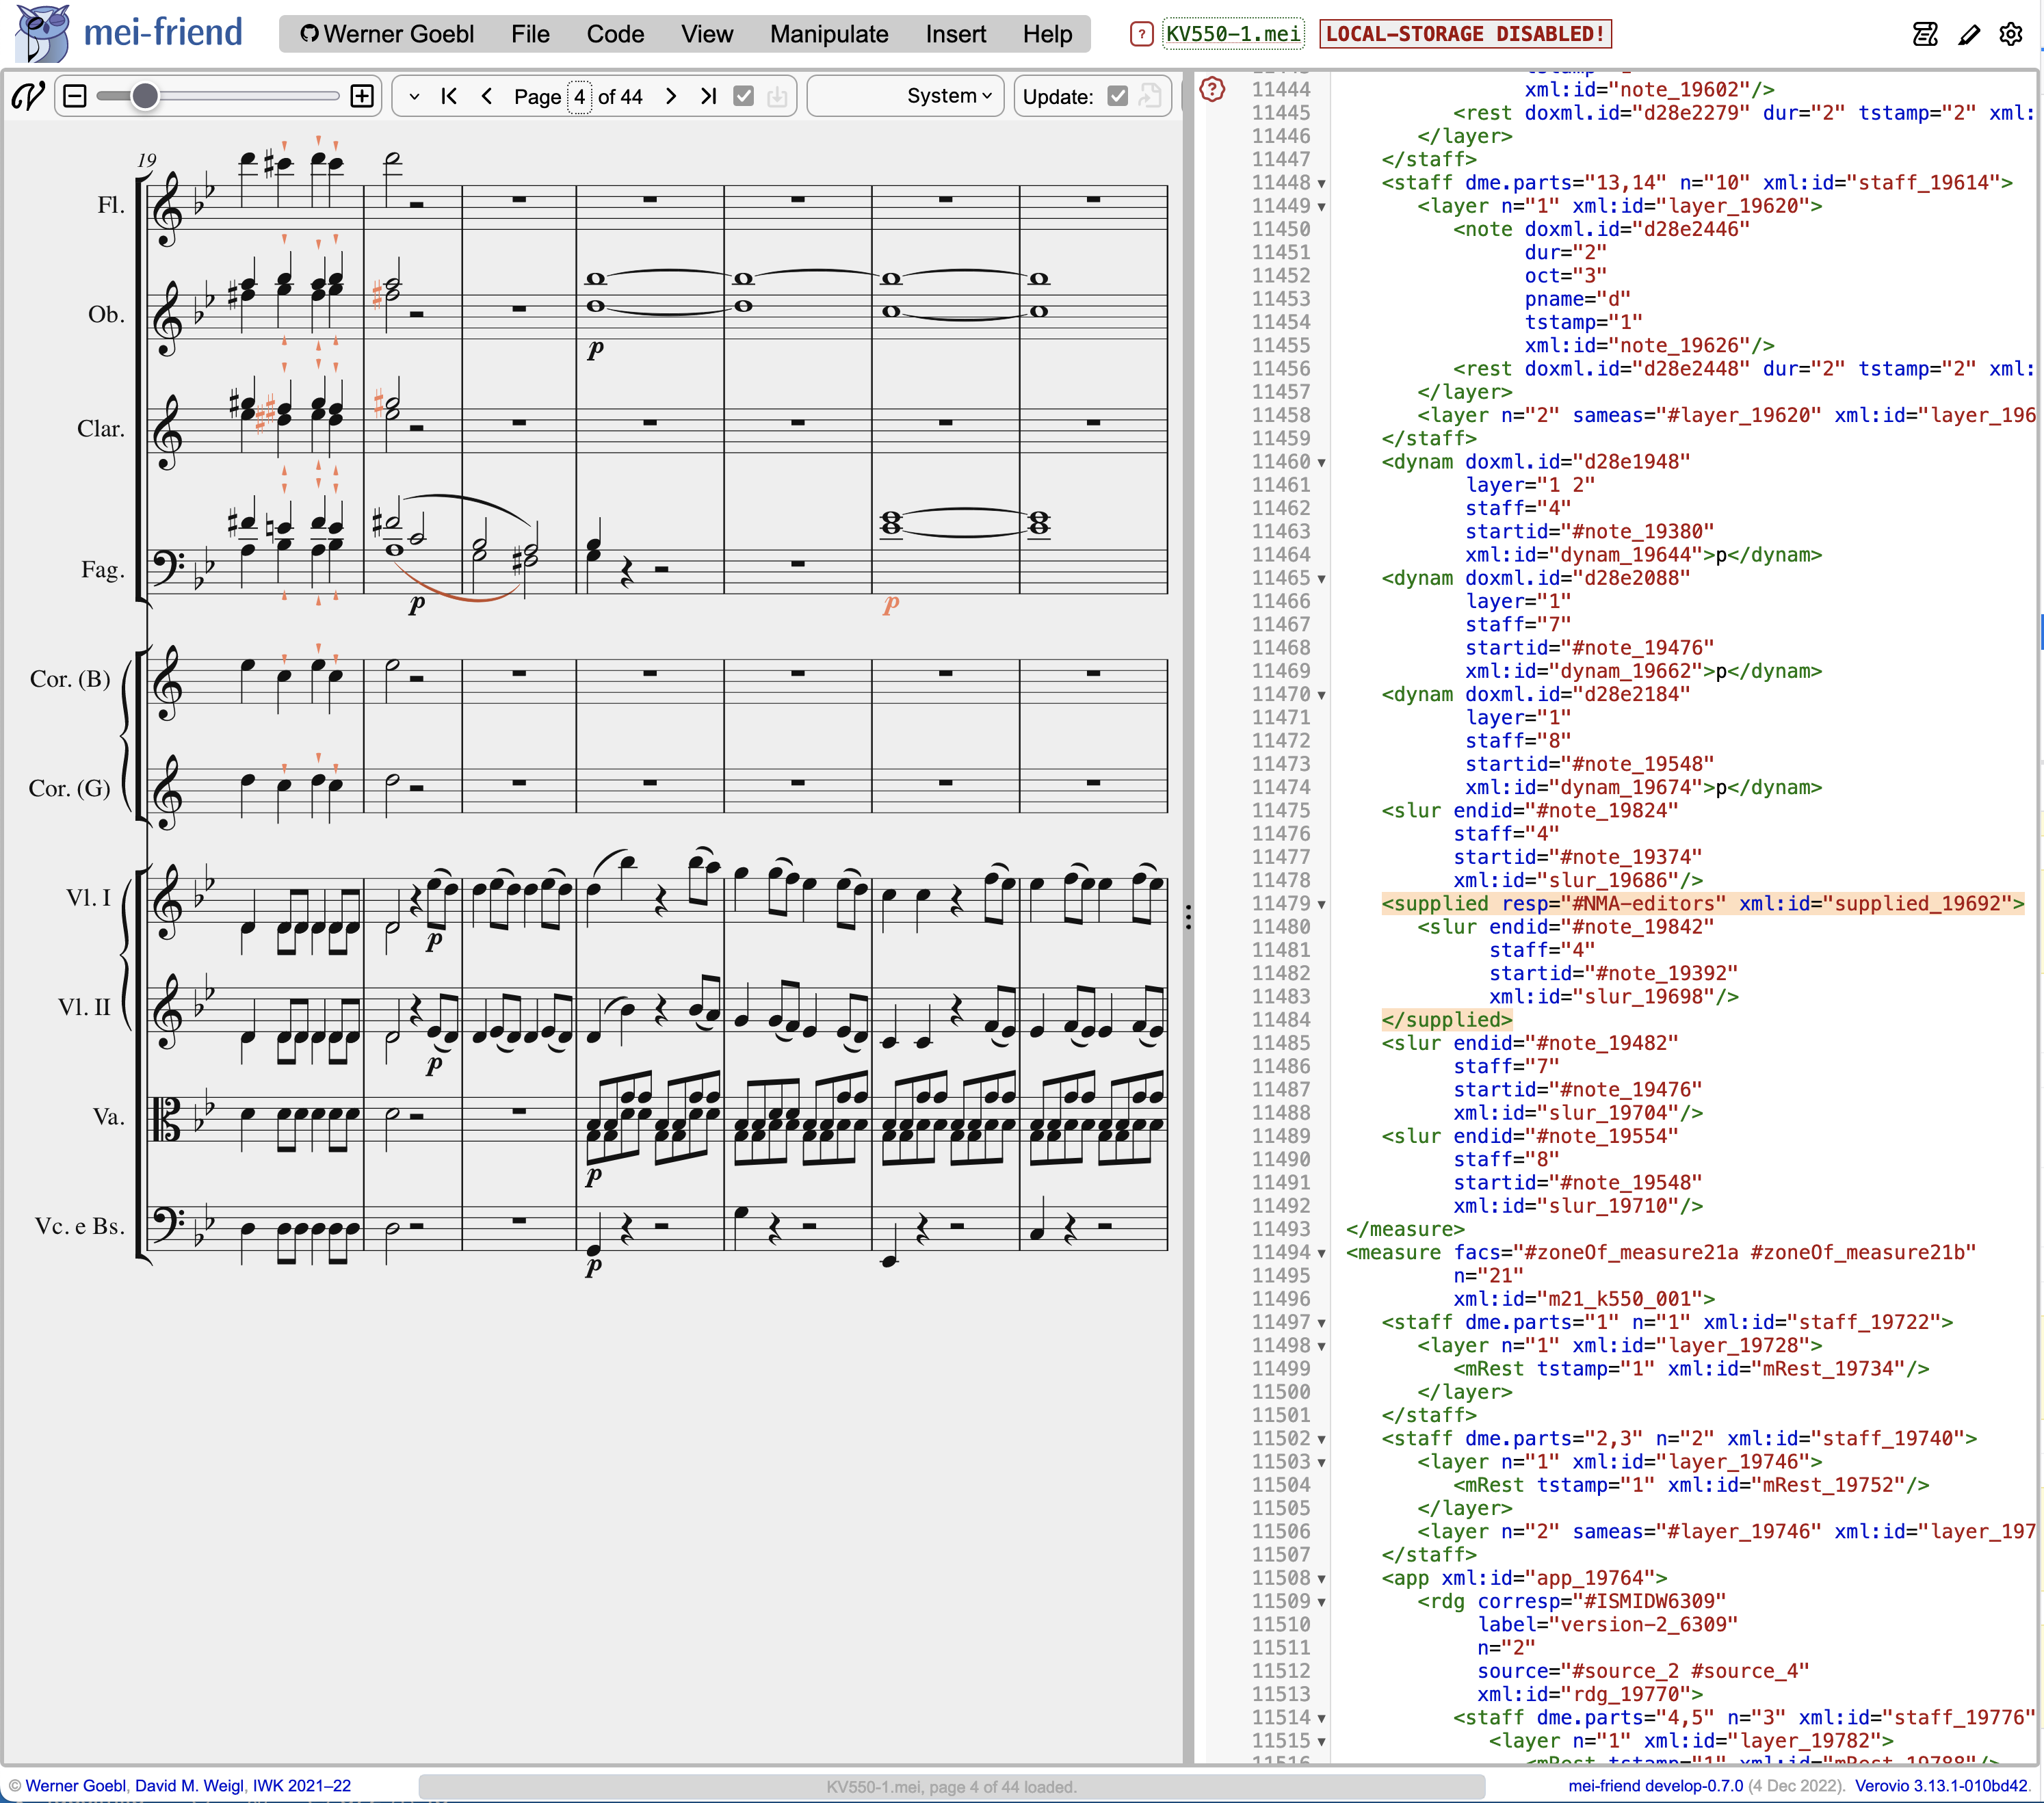 mei-friend
Werner Goebl File Code View Manipulate Insert Help
? KV550-1.mei LOCAL-STORAGE DISABLED!
Page 4 of 44 System Update:
19
Fl.
Ob.
p
Clar.
Fag.
p p
Cor. (B)
Cor. (G)
Vl. I
p
Vl. II
p
Va.
p
Vc. e Bs.
p
?
11444 xml:id="note_19602"/>
11445 <rest doxml.id="d28e2279" dur="2" tstamp="2" xml:
11446 </layer>
11447 </staff>
11448 <staff dme.parts="13,14" n="10" xml:id="staff_19614">
11449 <layer n="1" xml:id="layer_19620">
11450 <note doxml.id="d28e2446"
11451 dur="2"
11452 oct="3"
11453 pname="d"
11454 tstamp="1"
11455 xml:id="note_19626"/>
11456 <rest doxml.id="d28e2448" dur="2" tstamp="2" xml:
11457 </layer>
11458 <layer n="2" sameas="#layer_19620" xml:id="layer_196
11459 </staff>
11460 <dynam doxml.id="d28e1948"
11461 layer="1 2"
11462 staff="4"
11463 startid="#note_19380"
11464 xml:id="dynam_19644">p</dynam>
11465 <dynam doxml.id="d28e2088"
11466 layer="1"
11467 staff="7"
11468 startid="#note_19476"
11469 xml:id="dynam_19662">p</dynam>
11470 <dynam doxml.id="d28e2184"
11471 layer="1"
11472 staff="8"
11473 startid="#note_19548"
11474 xml:id="dynam_19674">p</dynam>
11475 <slur endid="#note_19824"
11476 staff="4"
11477 startid="#note_19374"
11478 xml:id="slur_19686"/>
11479 <supplied resp="#NMA-editors" xml:id="supplied_19692">
11480 <slur endid="#note_19842"
11481 staff="4"
11482 startid="#note_19392"
11483 xml:id="slur_19698"/>
11484 </supplied>
11485 <slur endid="#note_19482"
11486 staff="7"
11487 startid="#note_19476"
11488 xml:id="slur_19704"/>
11489 <slur endid="#note_19554"
11490 staff="8"
11491 startid="#note_19548"
11492 xml:id="slur_19710"/>
11493 </measure>
11494 <measure facs="#zoneOf_measure21a #zoneOf_measure21b"
11495 n="21"
11496 xml:id="m21_k550_001">
11497 <staff dme.parts="1" n="1" xml:id="staff_19722">
11498 <layer n="1" xml:id="layer_19728">
11499 <mRest tstamp="1" xml:id="mRest_19734"/>
11500 </layer>
11501 </staff>
11502 <staff dme.parts="2,3" n="2" xml:id="staff_19740">
11503 <layer n="1" xml:id="layer_19746">
11504 <mRest tstamp="1" xml:id="mRest_19752"/>
11505 </layer>
11506 <layer n="2" sameas="#layer_19746" xml:id="layer_197
11507 </staff>
11508 <app xml:id="app_19764">
11509 <rdg corresp="#ISMIDW6309"
11510 label="version-2_6309"
11511 n="2"
11512 source="#source_2 #source_4"
11513 xml:id="rdg_19770">
11514 <staff dme.parts="4,5" n="3" xml:id="staff_19776"
11515 <layer n="1" xml:id="layer_19782">
11516 <mRest tstamp="1" xml:id="mRest_19788"/>
© Werner Goebl, David M. Weigl, IWK 2021–22 KV550-1.mei, page 4 of 44 loaded. mei-friend develop-0.7.0 (4 Dec 2022). Verovio 3.13.1-010bd42.